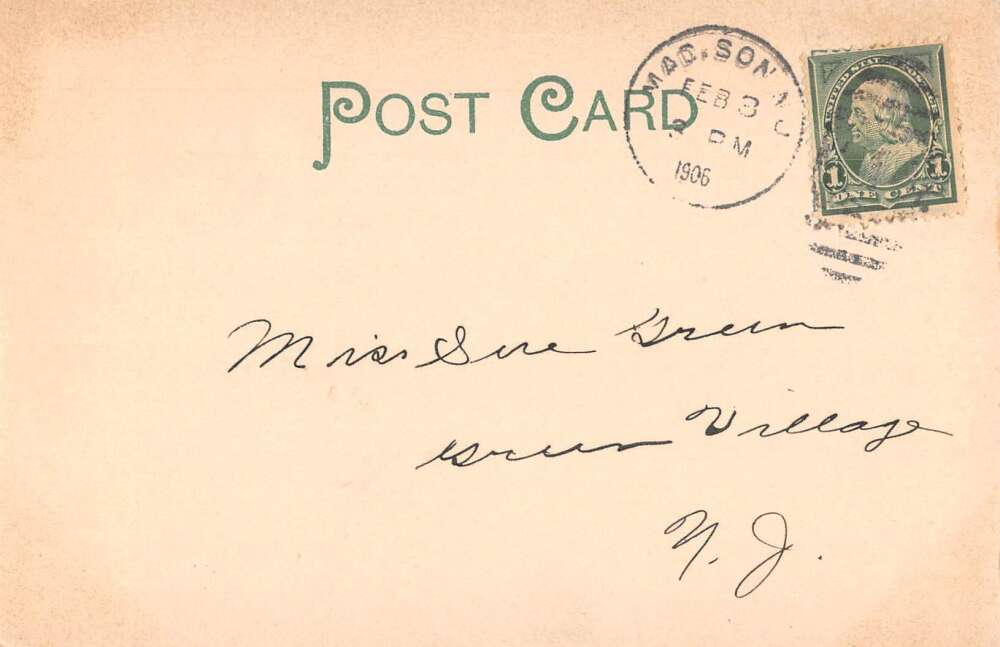 POST CARD
MADISON N J
FEB 3
2 PM
1906
UNITED STATES POSTAGE
1 1
ONE CENT
Miss Sue Green
Green Village
N. J.